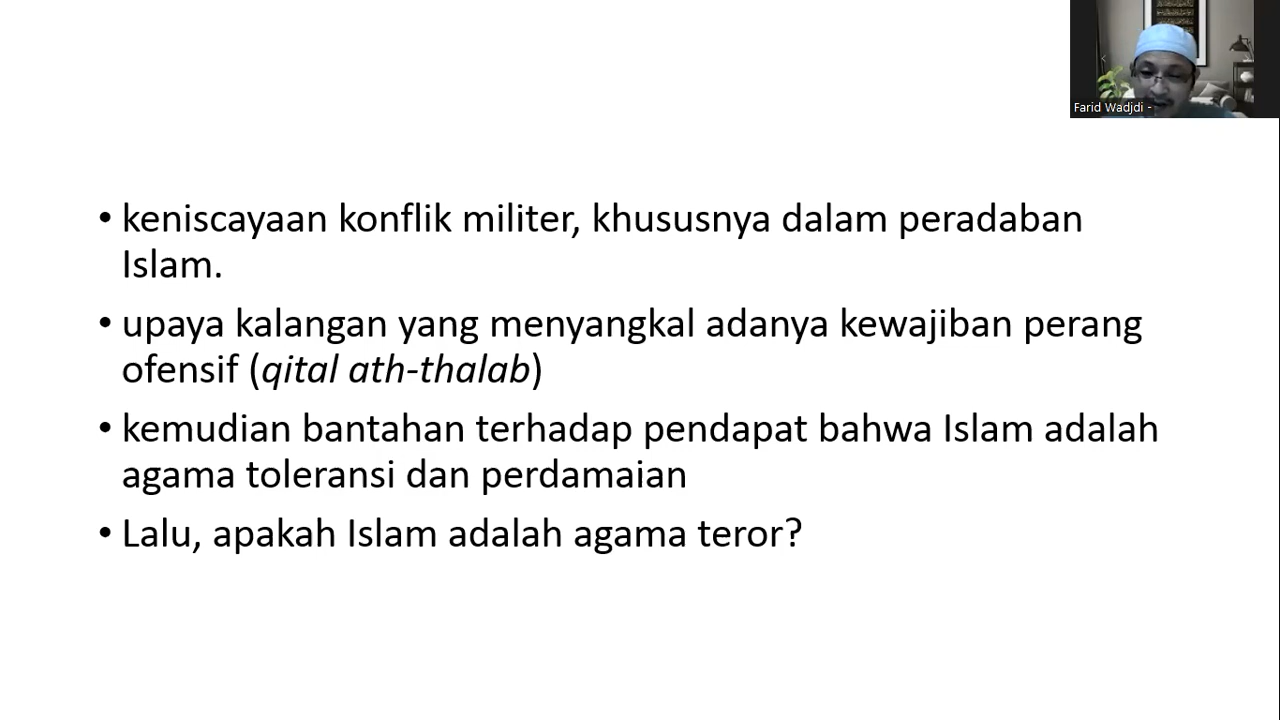 Farid Wadjdi -
• keniscayaan konflik militer, khususnya dalam peradaban
Islam.
• upaya kalangan yang menyangkal adanya kewajiban perang
ofensif (qital ath-thalab)
• kemudian bantahan terhadap pendapat bahwa Islam adalah
agama toleransi dan perdamaian
• Lalu, apakah Islam adalah agama teror?